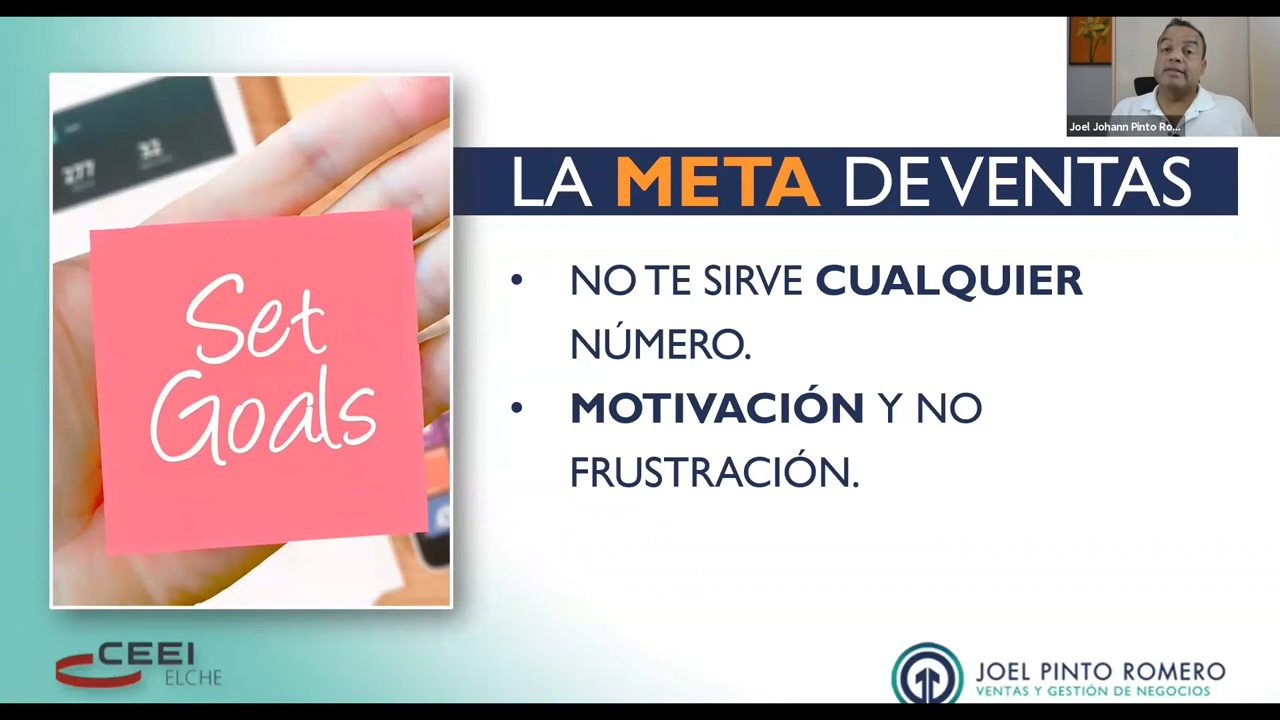 Joel Johann Pinto Ro...
LA META DE VENTAS
• NO TE SIRVE CUALQUIER
NÚMERO.
• MOTIVACIÓN Y NO
FRUSTRACIÓN.
Set
Goals
CEEI
ELCHE
JOEL PINTO ROMERO
VENTAS Y GESTIÓN DE NEGOCIOS